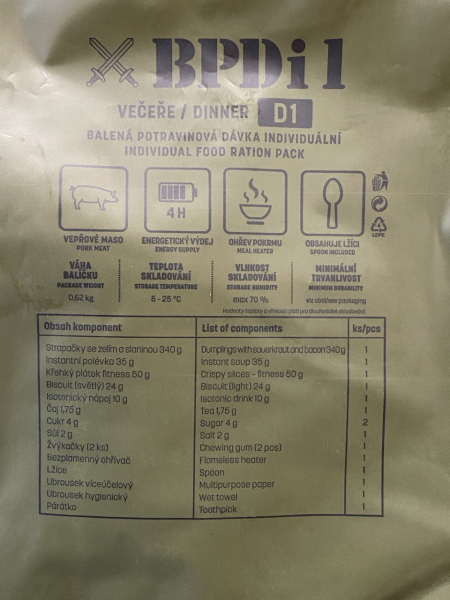 BPDi 1
VEČEŘE / DINNER D1
BALENÁ POTRAVINOVÁ DÁVKA INDIVIDUÁLNÍ
INDIVIDUAL FOOD RATION PACK
4 H
VEPŘOVÉ MASO
PORK MEAT
ENERGETICKÝ VÝDEJ
ENERGY SUPPLY
OHŘEV POKRMU
MEAL HEATER
OBSAHUJE LŽÍCI
SPOON INCLUDED
LDPE
VÁHA BALÍČKU
PACKAGE WEIGHT
0,62 kg
TEPLOTA SKLADOVÁNÍ
STORAGE TEMPERATURE
5 - 25 °C
VLHKOST SKLADOVÁNÍ
STORAGE HUMIDITY
max 70 %
MINIMÁLNÍ TRVANLIVOST
MINIMUM DURABILITY
viz obal/see packaging
Hodnoty teploty a vlhkosti platí pro dlouhodobé skladování.
Obsah komponent List of components ks/pcs
Strapačky se zelím a slaninou 340 g Dumplings with sauerkraut and bacon 340 g 1
Instantní polévka 35 g Instant soup 35 g 1
Křehký plátek fitness 50 g Crispy slices - fitness 50 g 1
Biscuit (světlý) 24 g Biscuit (light) 24 g 1
Isotonický nápoj 10 g Isotonic drink 10 g 1
Čaj 1,75 g Tea 1,75 g 1
Cukr 4 g Sugar 4 g 2
Sůl 2 g Salt 2 g 1
Žvýkačky (2 ks) Chewing gum (2 pcs) 1
Bezplamenný ohřívač Flameless heater 1
Lžíce Spoon 1
Ubrousek víceúčelový Multipurpose paper 1
Ubrousek hygienický Wet towel 1
Párátko Toothpick 1